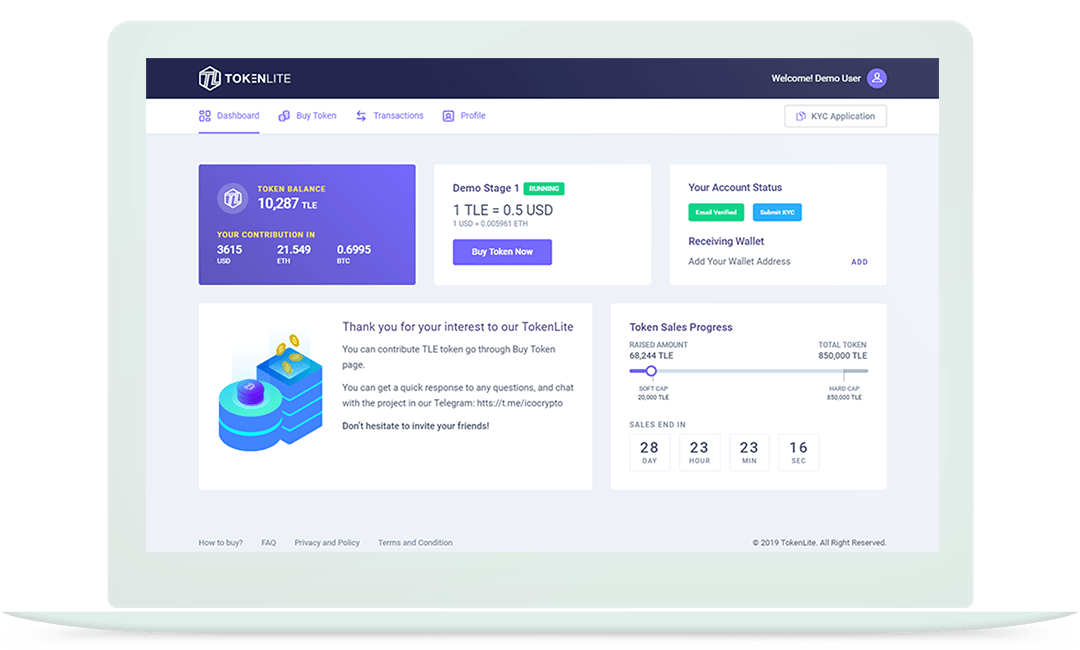 TOKENLITE
Welcome! Demo User
Dashboard
Buy Token
Transactions
Profile
KYC Application
TOKEN BALANCE
10,287 TLE
YOUR CONTRIBUTION IN
3615 21.549 0.6995
USD ETH BTC
Demo Stage 1 RUNNING
1 TLE = 0.5 USD
1 USD = 0.005961 ETH
Buy Token Now
Your Account Status
Email Verified Submit KYC
Receiving Wallet
Add Your Wallet Address ADD
Thank you for your interest to our TokenLite
You can contribute TLE token go through Buy Token
page.
You can get a quick response to any questions, and chat
with the project in our Telegram: htts://t.me/icocrypto
Don't hesitate to invite your friends!
Token Sales Progress
RAISED AMOUNT TOTAL TOKEN
68,244 TLE 850,000 TLE
SOFT CAP HARD CAP
20,000 TLE 850,000 TLE
SALES END IN
28 23 23 16
DAY HOUR MIN SEC
How to buy? FAQ Privacy and Policy Terms and Condition
© 2019 TokenLite. All Right Reserved.